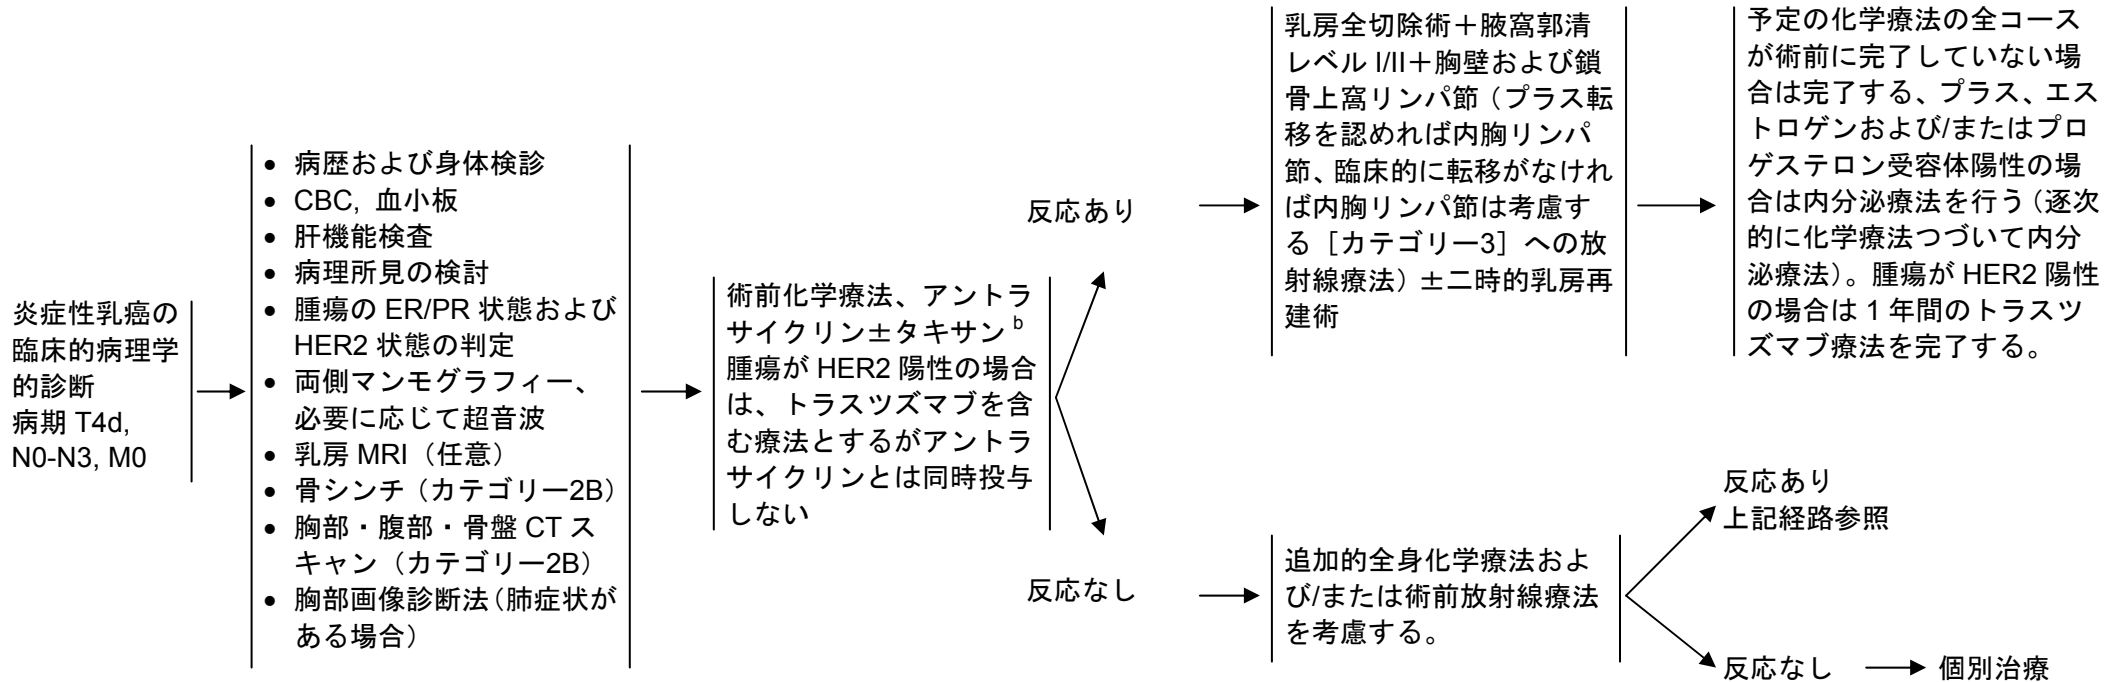 炎症性乳癌の
臨床的病理学
的診断
病期 T4d,
N0-N3, M0
• 病歴および身体検診
• CBC, 血小板
• 肝機能検査
• 病理所見の検討
• 腫瘍の ER/PR 状態および
HER2 状態の判定
• 両側マンモグラフィー、
必要に応じて超音波
• 乳房 MRI（任意）
• 骨シンチ（カテゴリー2B）
• 胸部・腹部・骨盤 CT ス
キャン（カテゴリー2B）
• 胸部画像診断法（肺症状が
ある場合）
術前化学療法、アントラ
サイクリン±タキサン b
腫瘍が HER2 陽性の場合
は、トラスツズマブを含
む療法とするがアントラ
サイクリンとは同時投与
しない
反応あり
乳房全切除術＋腋窩郭清
レベル I/II＋胸壁および鎖
骨上窩リンパ節（プラス転
移を認めれば内胸リンパ
節、臨床的に転移がなけれ
ば内胸リンパ節は考慮す
る［カテゴリー3］への放
射線療法）±二時的乳房再
建術
予定の化学療法の全コース
が術前に完了していない場
合は完了する、プラス、エス
トロゲンおよび/またはプロ
ゲステロン受容体陽性の場
合は内分泌療法を行う（逐次
的に化学療法つづいて内分
泌療法）。腫瘍が HER2 陽性
の場合は 1 年間のトラスツ
ズマブ療法を完了する。
反応なし
追加的全身化学療法およ
び/または術前放射線療法
を考慮する。
反応あり
上記経路参照
反応なし
個別治療